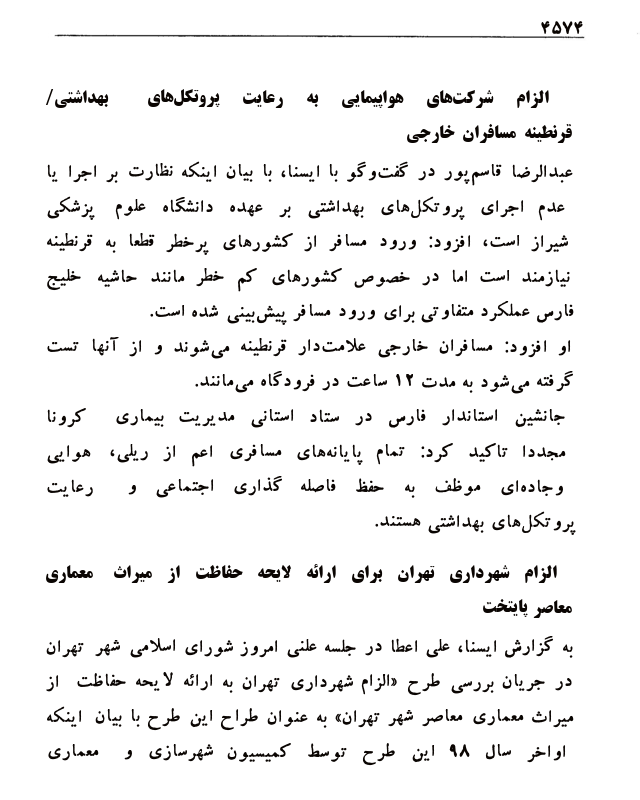 ۴۵۷۴
الزام شرکت‌های هواپیمایی به رعایت پروتکل‌های بهداشتی/
قرنطینه مسافران خارجی
عبدالرضا قاسم‌پور در گفت‌وگو با ایسنا، با بیان اینکه نظارت بر اجرا یا
عدم اجرای پروتکل‌های بهداشتی بر عهده دانشگاه علوم پزشکی
شیراز است، افزود: ورود مسافر از کشورهای پرخطر قطعا به قرنطینه
نیازمند است اما در خصوص کشورهای کم خطر مانند حاشیه خلیج
فارس عملکرد متفاوتی برای ورود مسافر پیش‌بینی شده است.
او افزود: مسافران خارجی علامت‌دار قرنطینه می‌شوند و از آنها تست
گرفته می‌شود به مدت ۱۲ ساعت در فرودگاه می‌مانند.
جانشین استاندار فارس در ستاد استانی مدیریت بیماری کرونا
مجددا تاکید کرد: تمام پایانه‌های مسافری اعم از ریلی، هوایی
وجاده‌ای موظف به حفظ فاصله گذاری اجتماعی و رعایت
پروتکل‌های بهداشتی هستند.
الزام شهرداری تهران برای ارائه لایحه حفاظت از میراث معماری
معاصر پایتخت
به گزارش ایسنا، علی اعطا در جلسه علنی امروز شورای اسلامی شهر تهران
در جریان بررسی طرح «الزام شهرداری تهران به ارائه لایحه حفاظت از
میراث معماری معاصر شهر تهران» به عنوان طراح این طرح با بیان اینکه
اواخر سال ۹۸ این طرح توسط کمیسیون شهرسازی و معماری